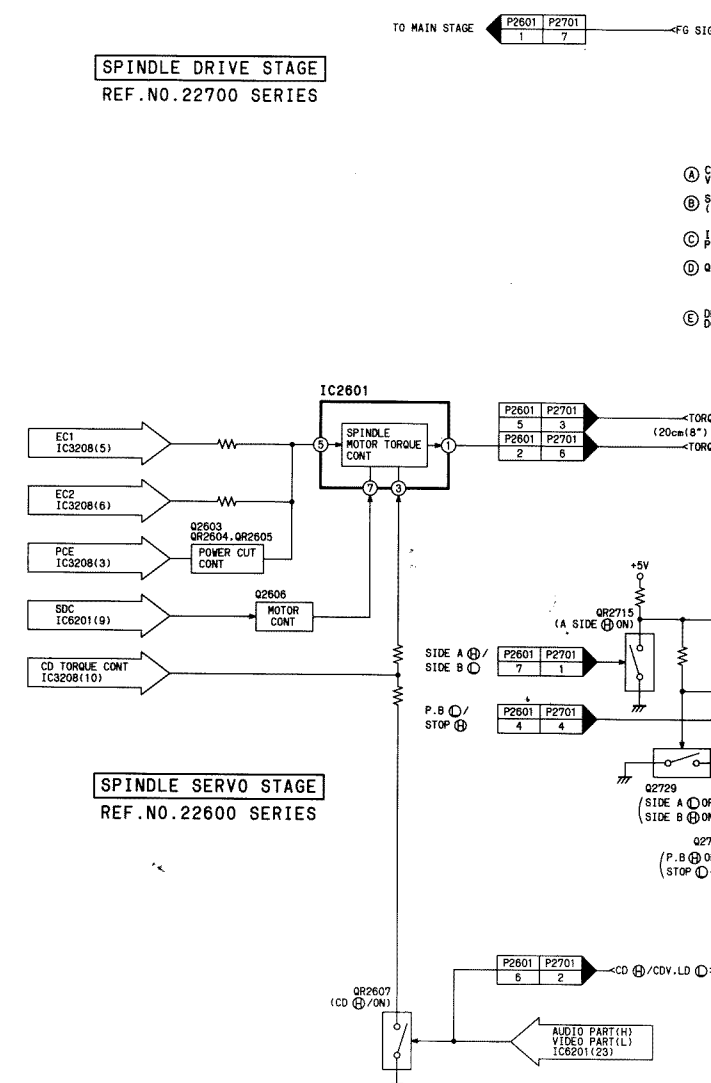 TO MAIN STAGE
P2601 P2701
1 7
<FG SIG
SPINDLE DRIVE STAGE
REF.NO.22700 SERIES
Ⓐ C
V
Ⓑ S
(
Ⓒ I
P
Ⓓ Q
Ⓔ D
D
IC2601
EC1
IC3208(5)
5
SPINDLE
MOTOR TORQUE
CONT
1
7
3
P2601 P2701
5 3
P2601 P2701
2 6
<TORQ
(20cm(8")
<TORQ
EC2
IC3208(6)
Q2603
QR2604.QR2605
POWER CUT
CONT
PCE
IC3208(3)
SDC
IC6201(9)
Q2606
MOTOR
CONT
CD TORQUE CONT
IC3208(10)
+5V
QR2715
(A SIDE Ⓗ ON)
SIDE A Ⓗ/
SIDE B Ⓛ
P2601 P2701
7 1
P.B Ⓛ/
STOP Ⓗ
P2601 P2701
4 4
Q2729
(SIDE A Ⓛ OF
SIDE B Ⓗ ON
Q27
(P.B Ⓗ O
STOP Ⓛ
SPINDLE SERVO STAGE
REF.NO.22600 SERIES
P2601 P2701
6 2
<CD Ⓗ/CDV.LD Ⓛ>
QR2607
(CD Ⓗ/ON)
AUDIO PART(H)
VIDEO PART(L)
IC6201(23)